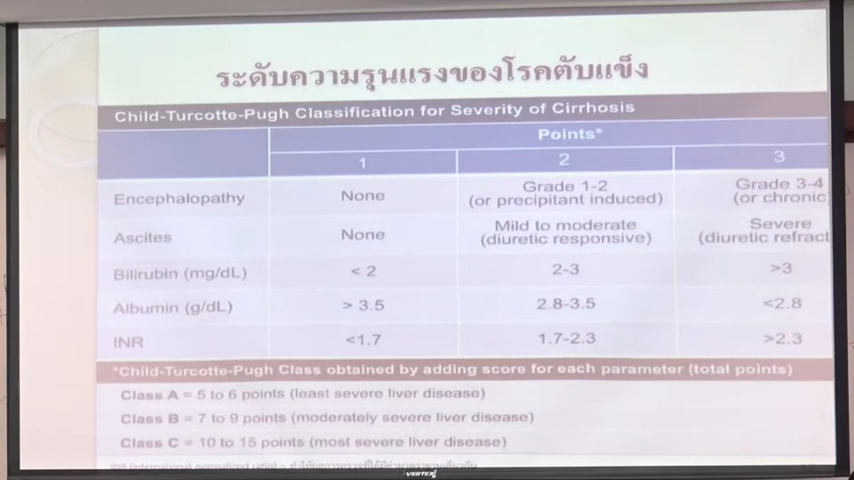 ระดับความรุนแรงของโรคตับแข็ง
Child-Turcotte-Pugh Classification for Severity of Cirrhosis
Points*
1 2 3
Encephalopathy None Grade 1-2 (or precipitant induced) Grade 3-4 (or chronic
Ascites None Mild to moderate (diuretic responsive) Severe (diuretic refract
Bilirubin (mg/dL) < 2 2-3 >3
Albumin (g/dL) > 3.5 2.8-3.5 <2.8
INR <1.7 1.7-2.3 >2.3
*Child-Turcotte-Pugh Class obtained by adding score for each parameter (total points)
Class A = 5 to 6 points (least severe liver disease)
Class B = 7 to 9 points (moderately severe liver disease)
Class C = 10 to 15 points (most severe liver disease)
INR (international normalized ratio) =
VERTEX